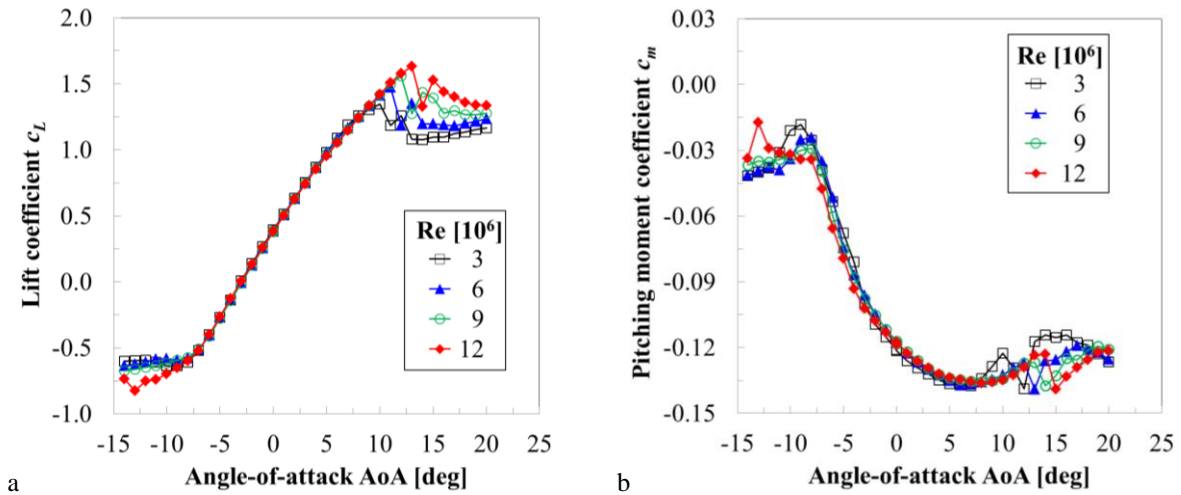 2.0
1.5
1.0
0.5
0.0
-0.5
-1.0
Lift coefficient cL
Re [10⁶]
3
6
9
12
-15 -10 -5 0 5 10 15 20 25
Angle-of-attack AoA [deg]
a
0.03
0.00
-0.03
-0.06
-0.09
-0.12
-0.15
Pitching moment coefficient cm
Re [10⁶]
3
6
9
12
-15 -10 -5 0 5 10 15 20 25
Angle-of-attack AoA [deg]
b